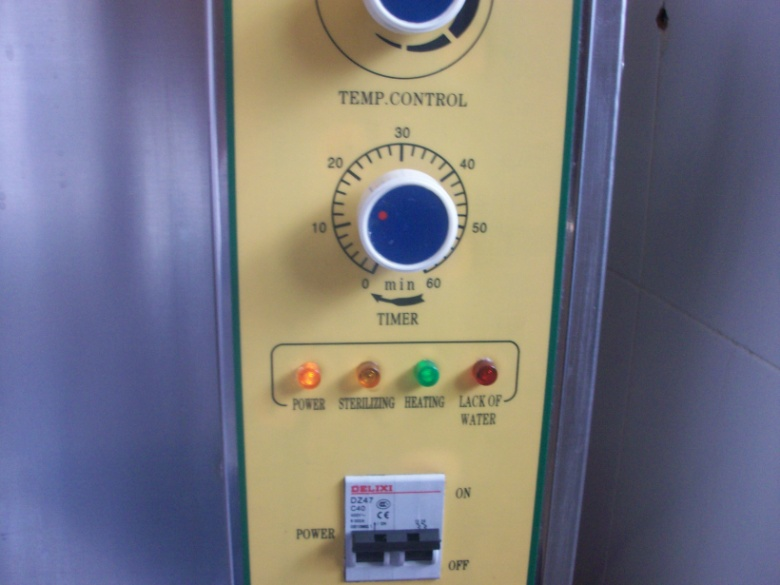 TEMP.CONTROL
30
20 40
10 50
0 min 60
TIMER
POWER STERILIZING HEATING LACK OF
WATER
DELIXI
DZ47
C40
CE
ON
POWER
OFF